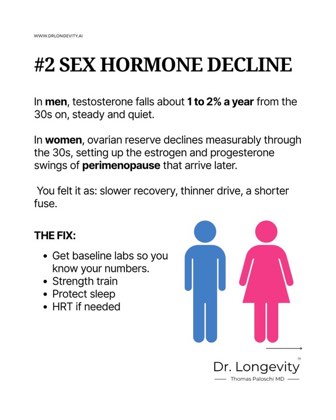 WWW.DRLONGEVITY.AI
#2 SEX HORMONE DECLINE
In men, testosterone falls about 1 to 2% a year from the
30s on, steady and quiet.
In women, ovarian reserve declines measurably through
the 30s, setting up the estrogen and progesterone
swings of perimenopause that arrive later.
You felt it as: slower recovery, thinner drive, a shorter
fuse.
THE FIX:
• Get baseline labs so you
know your numbers.
• Strength train
• Protect sleep
• HRT if needed
Dr. Longevity
Thomas Paloschi MD